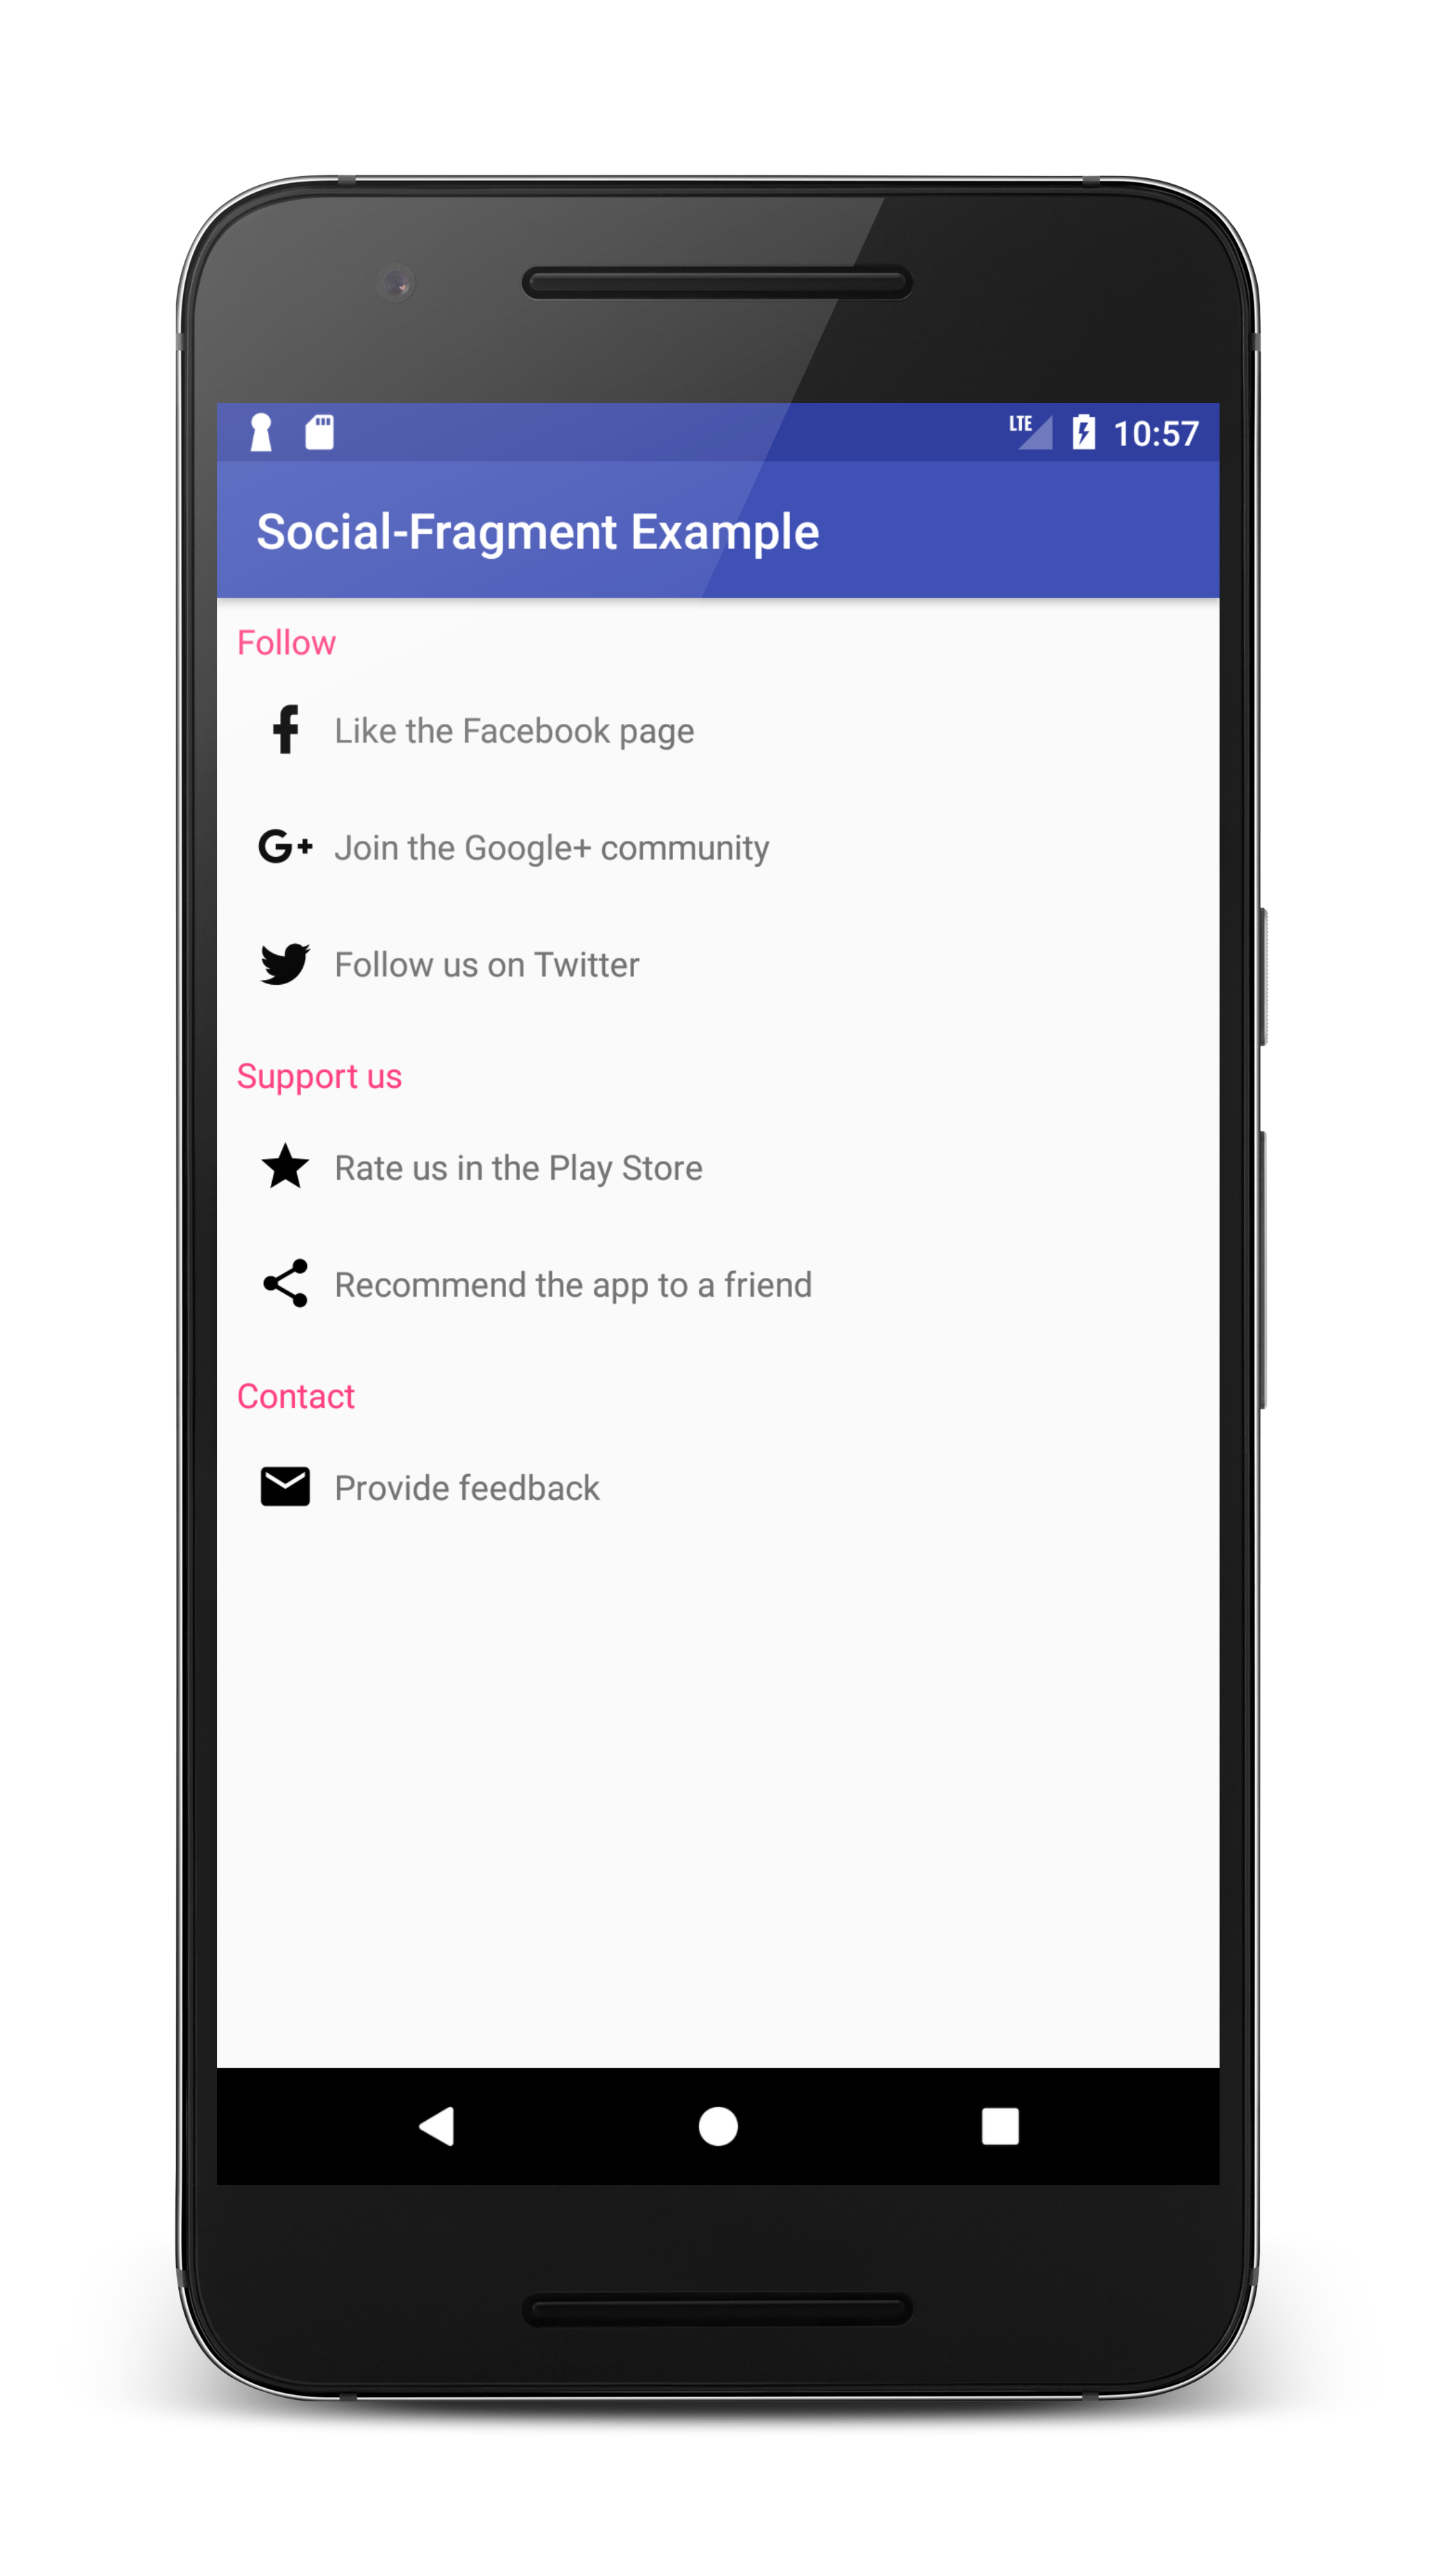 LTE 10:57
Social-Fragment Example
Follow
Like the Facebook page
G+ Join the Google+ community
Follow us on Twitter
Support us
Rate us in the Play Store
Recommend the app to a friend
Contact
Provide feedback